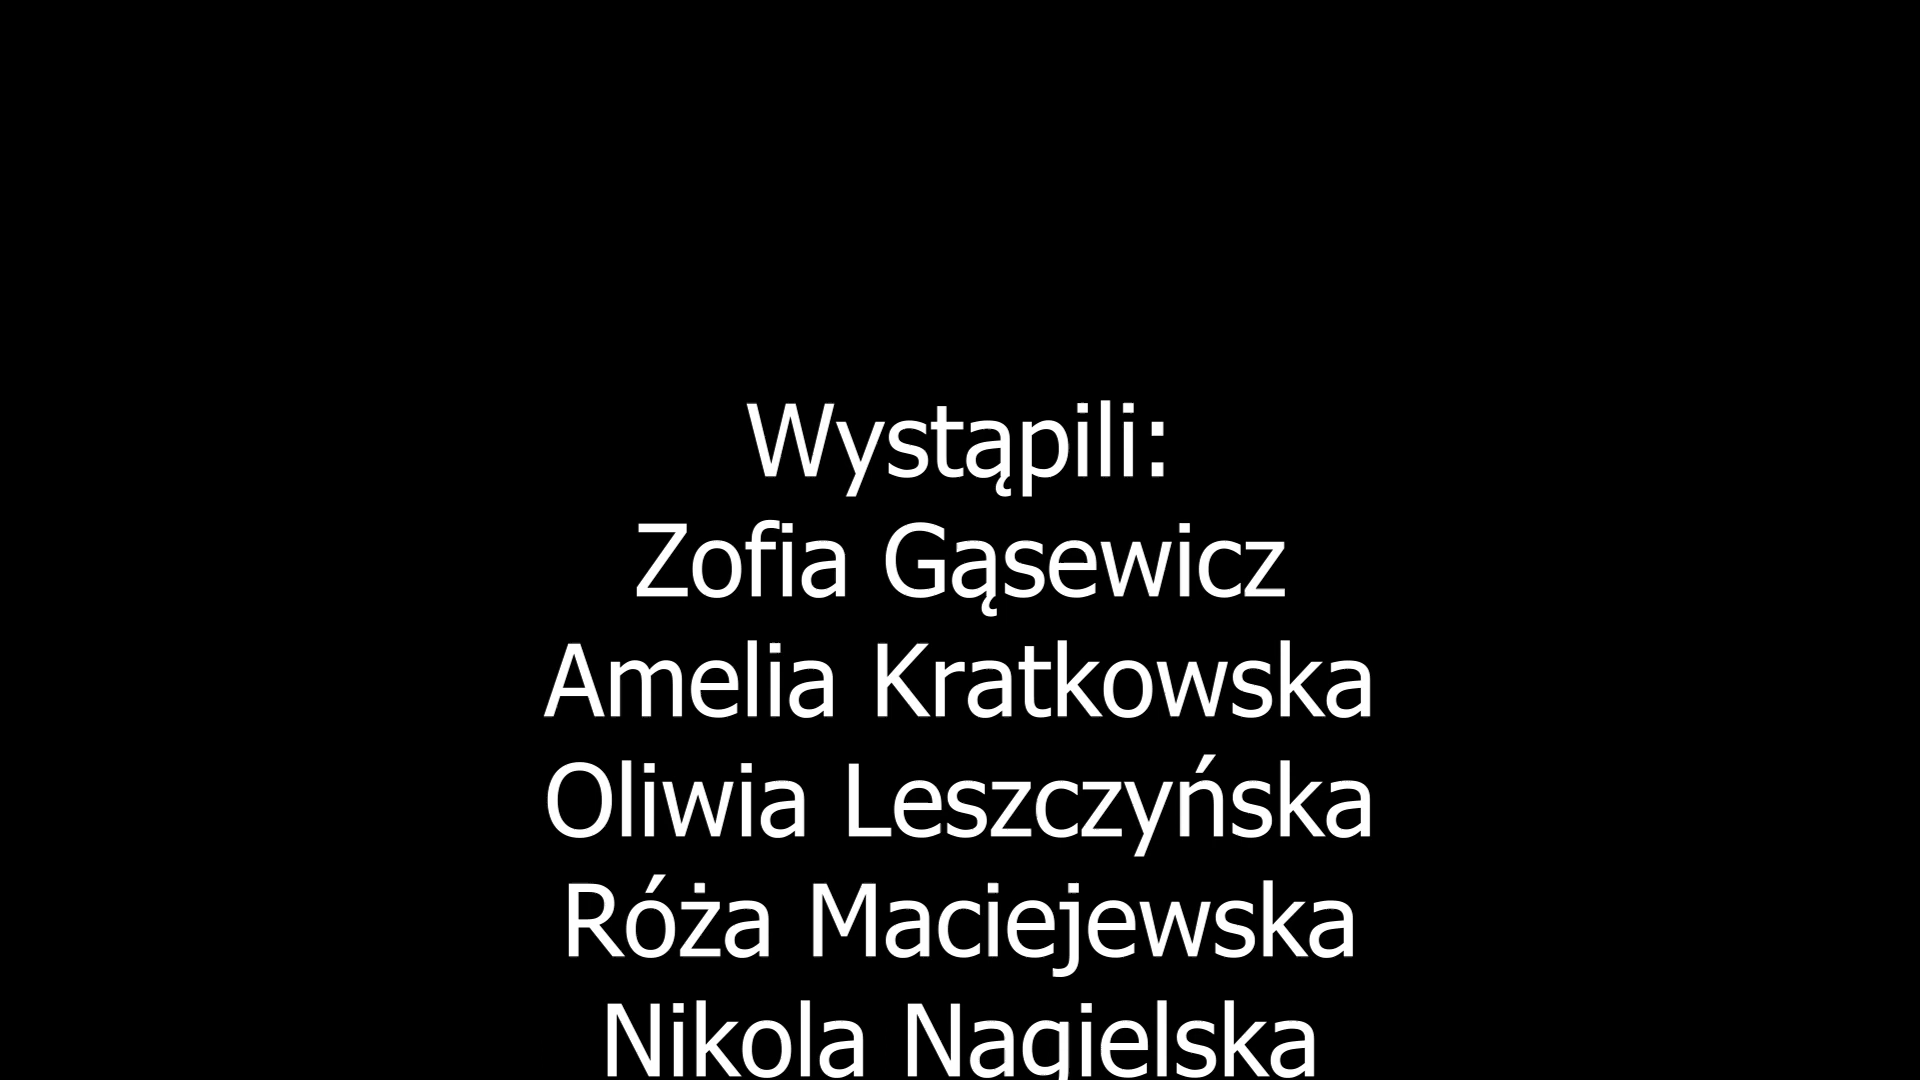 Wystąpili:
Zofia Gąsewicz
Amelia Kratkowska
Oliwia Leszczyńska
Róża Maciejewska
Nikola Nagielska